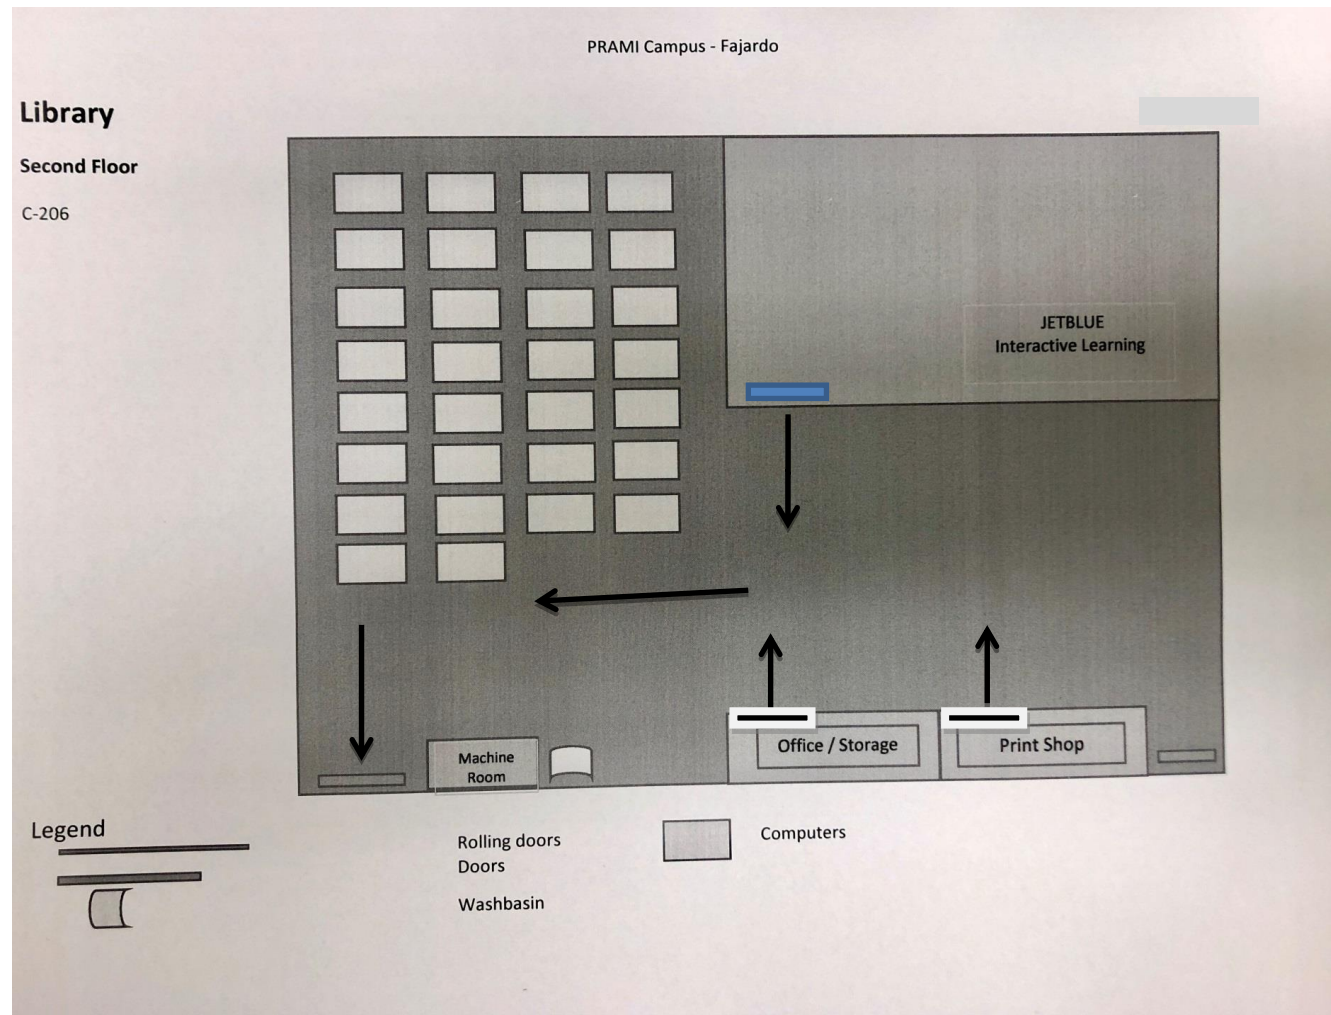 PRAMI Campus - Fajardo
Library
Second Floor
C-206
JETBLUE
Interactive Learning
Office / Storage
Print Shop
Machine
Room
Legend
Rolling doors
Doors
Washbasin
Computers